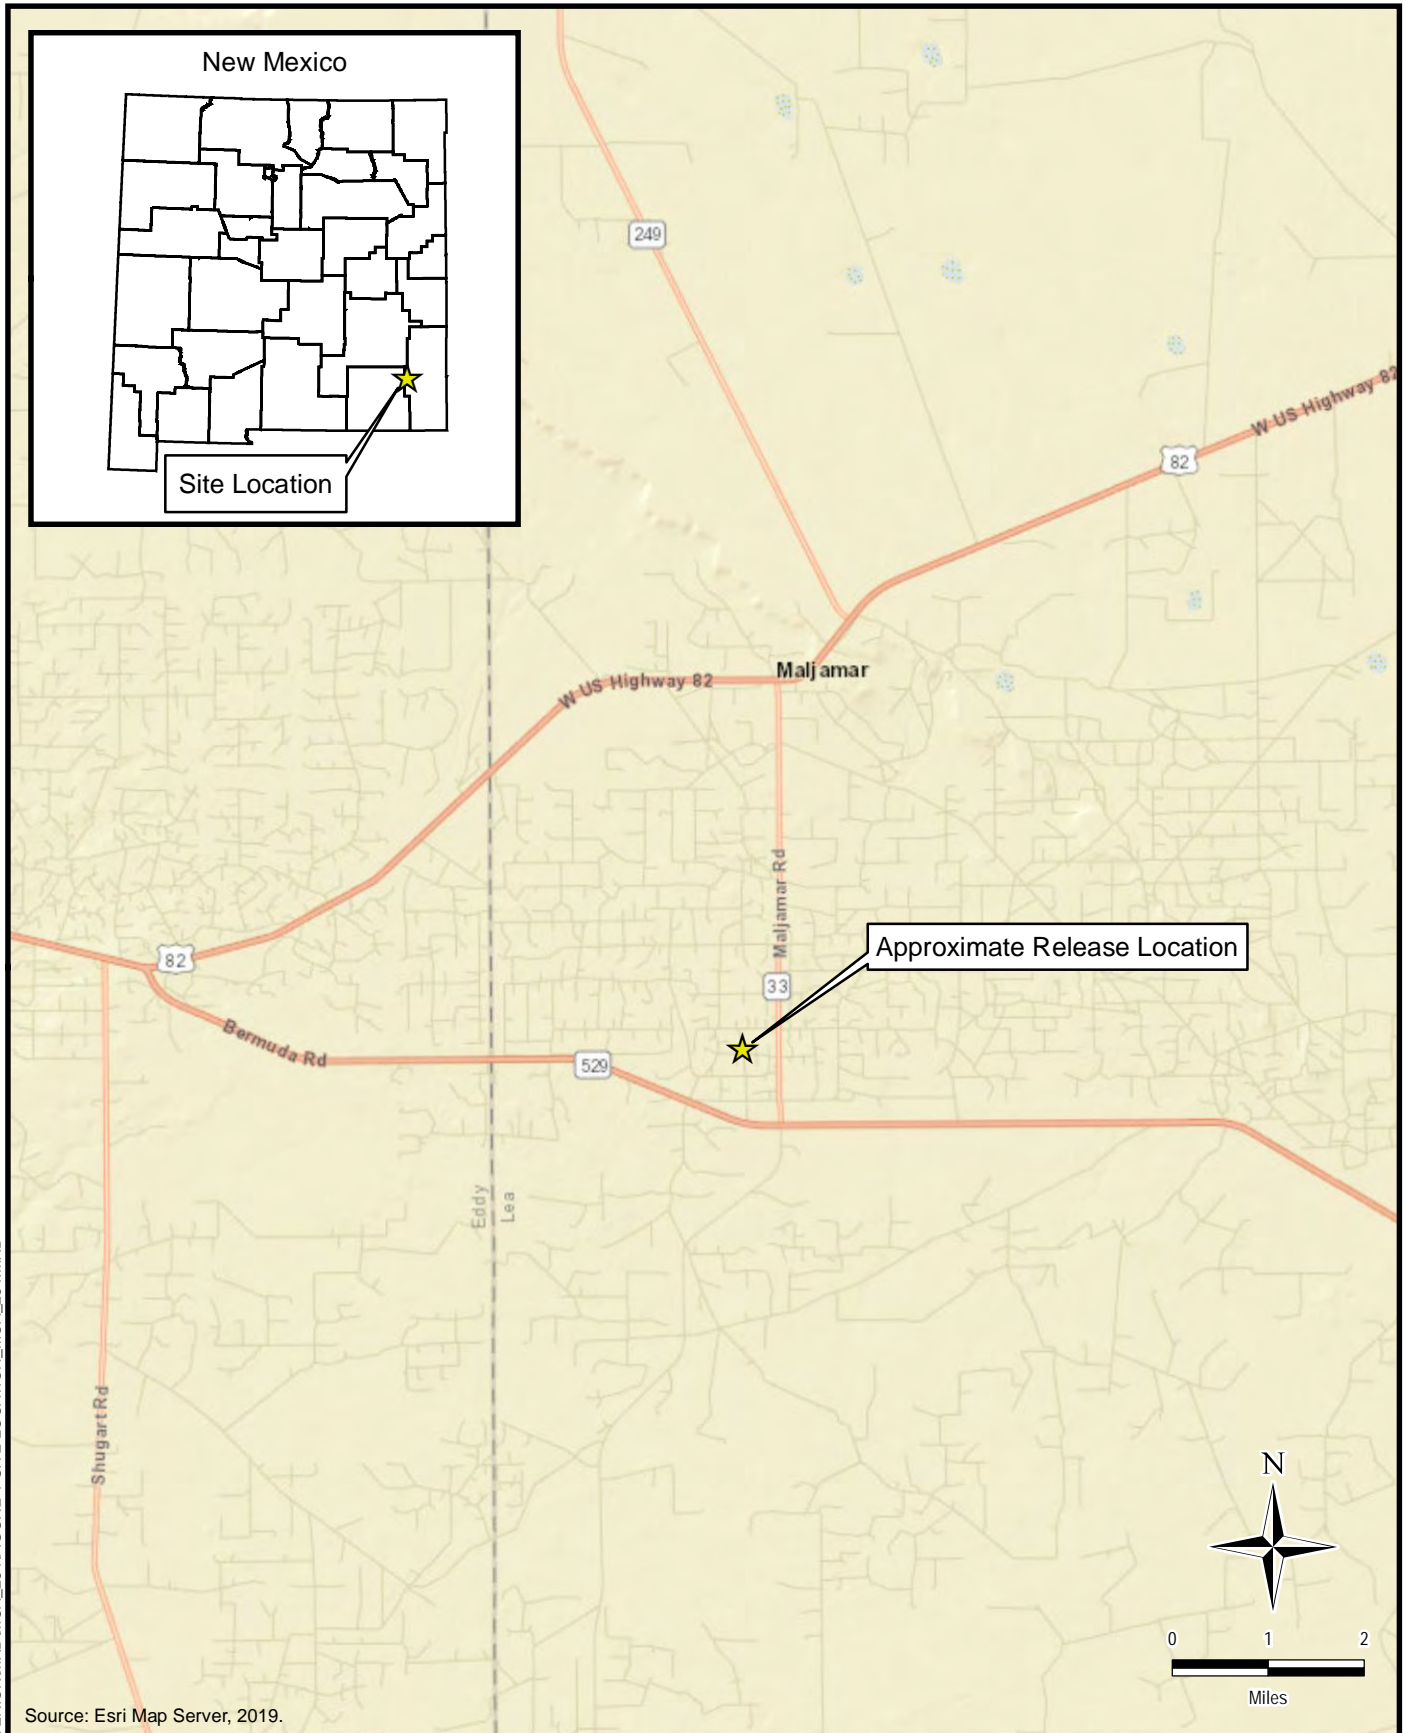 New Mexico
Site Location
249
W US Highway 82
82
Maljamar
W US Highway 82
Maljamar Rd
Approximate Release Location
82
33
Bermuda Rd
529
Eddy
Lea
Shugart Rd
N
0 1 2
Miles
Source: Esri Map Server, 2019.